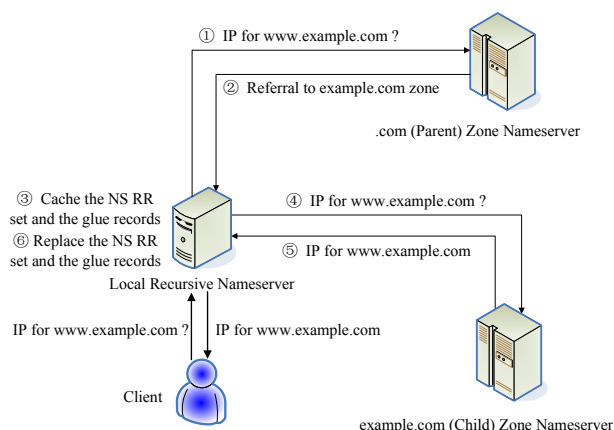 ① IP for www.example.com ?
② Referral to example.com zone
.com (Parent) Zone Nameserver
③ Cache the NS RR
set and the glue records
⑥ Replace the NS RR
set and the glue records
④ IP for www.example.com ?
⑤ IP for www.example.com
Local Recursive Nameserver
IP for www.example.com ?
IP for www.example.com
Client
example.com (Child) Zone Nameserver